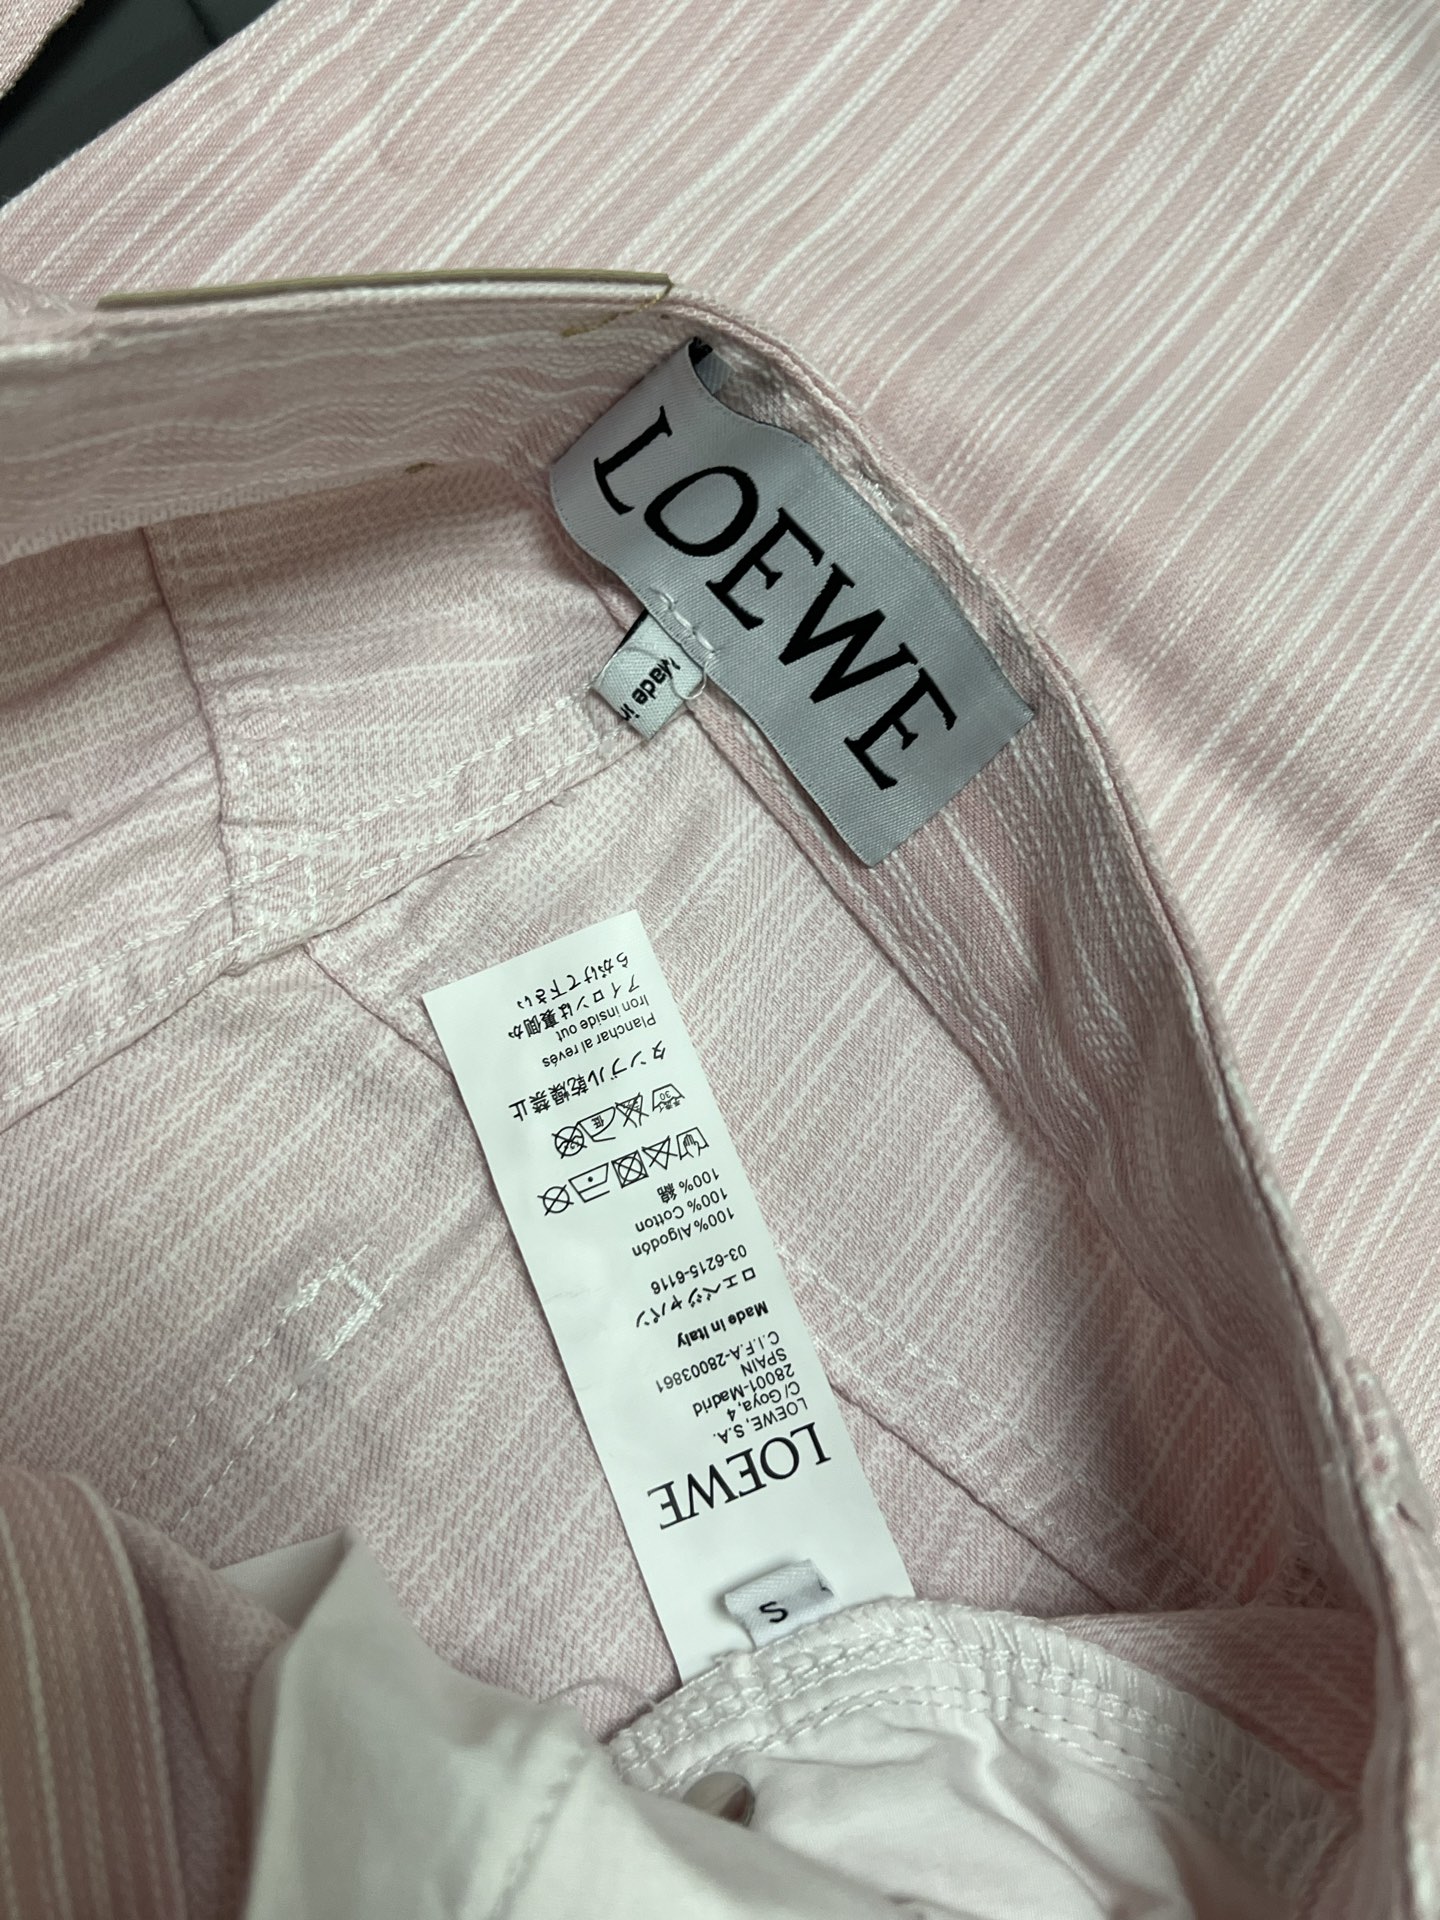 LOEWE
Made in
S
LOEWE
LOEWE, S.A.
C/ Goya, 4
28001-Madrid
SPAIN
C.I.F.A-28003861
Made in Italy
ロエベジャパン
03-6215-6116
100% Algodón
100% Cotton
100% 綿
低
30
タンブル乾燥禁止
Planchar al revés
Iron inside out
アイロンは裏側か
らがけて下さい